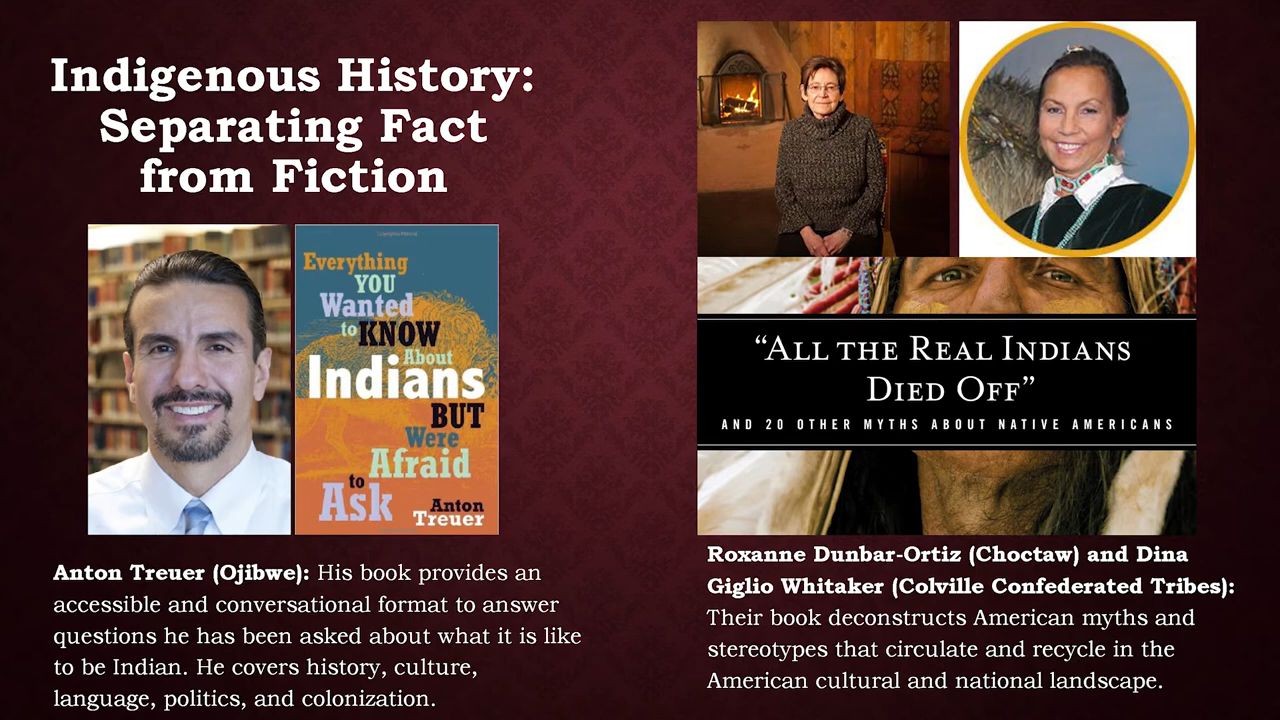 Indigenous History:
Separating Fact
from Fiction
Everything
YOU
Wanted
to KNOW
About
Indians
BUT
Were
Afraid
to
Ask
Anton
Treuer
Anton Treuer (Ojibwe): His book provides an
accessible and conversational format to answer
questions he has been asked about what it is like
to be Indian. He covers history, culture,
language, politics, and colonization.
“ALL THE REAL INDIANS
DIED OFF”
AND 20 OTHER MYTHS ABOUT NATIVE AMERICANS
Roxanne Dunbar-Ortiz (Choctaw) and Dina
Giglio Whitaker (Colville Confederated Tribes):
Their book deconstructs American myths and
stereotypes that circulate and recycle in the
American cultural and national landscape.